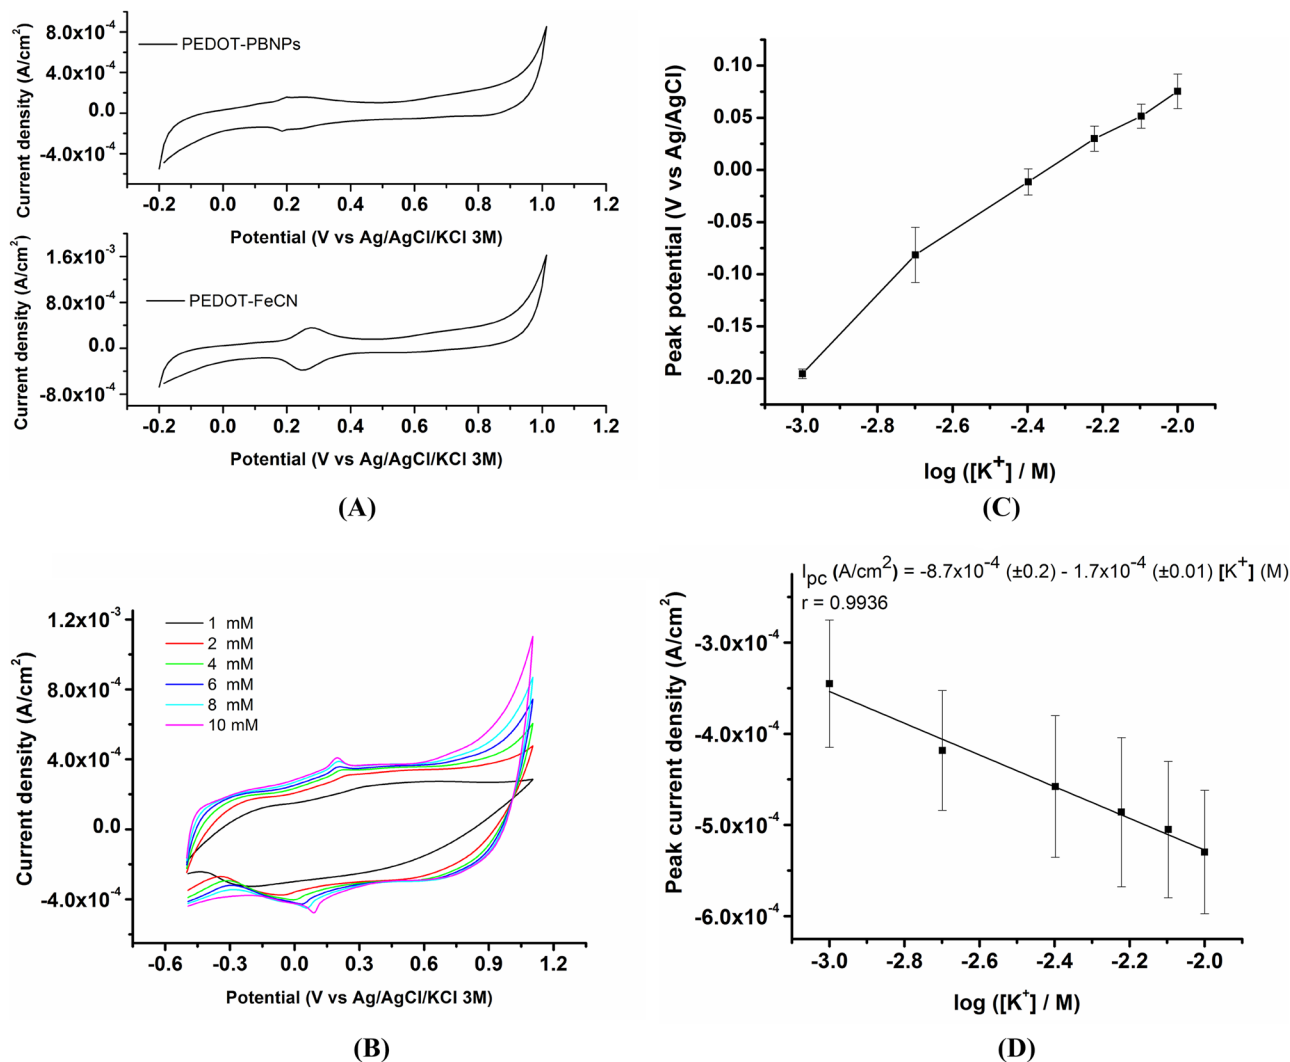 Current density (A/cm²)
8.0x10⁻⁴
4.0x10⁻⁴
0.0
-4.0x10⁻⁴
PEDOT-PBNPs
-0.2 0.0 0.2 0.4 0.6 0.8 1.0 1.2
Potential (V vs Ag/AgCl/KCl 3M)
Current density (A/cm²)
1.6x10⁻³
8.0x10⁻⁴
0.0
-8.0x10⁻⁴
PEDOT-FeCN
-0.2 0.0 0.2 0.4 0.6 0.8 1.0 1.2
Potential (V vs Ag/AgCl/KCl 3M)
(A)
Peak potential (V vs Ag/AgCl)
0.10
0.05
0.00
-0.05
-0.10
-0.15
-0.20
-3.0 -2.8 -2.6 -2.4 -2.2 -2.0
log ([K⁺] / M)
(C)
Current density (A/cm²)
1.2x10⁻³
8.0x10⁻⁴
4.0x10⁻⁴
0.0
-4.0x10⁻⁴
1 mM
2 mM
4 mM
6 mM
8 mM
10 mM
-0.6 -0.3 0.0 0.3 0.6 0.9 1.2
Potential (V vs Ag/AgCl/KCl 3M)
(B)
I_pc (A/cm²) = -8.7x10⁻⁴ (±0.2) - 1.7x10⁻⁴ (±0.01) [K⁺] (M)
r = 0.9936
Peak current density (A/cm²)
-3.0x10⁻⁴
-4.0x10⁻⁴
-5.0x10⁻⁴
-6.0x10⁻⁴
-3.0 -2.8 -2.6 -2.4 -2.2 -2.0
log ([K⁺] / M)
(D)